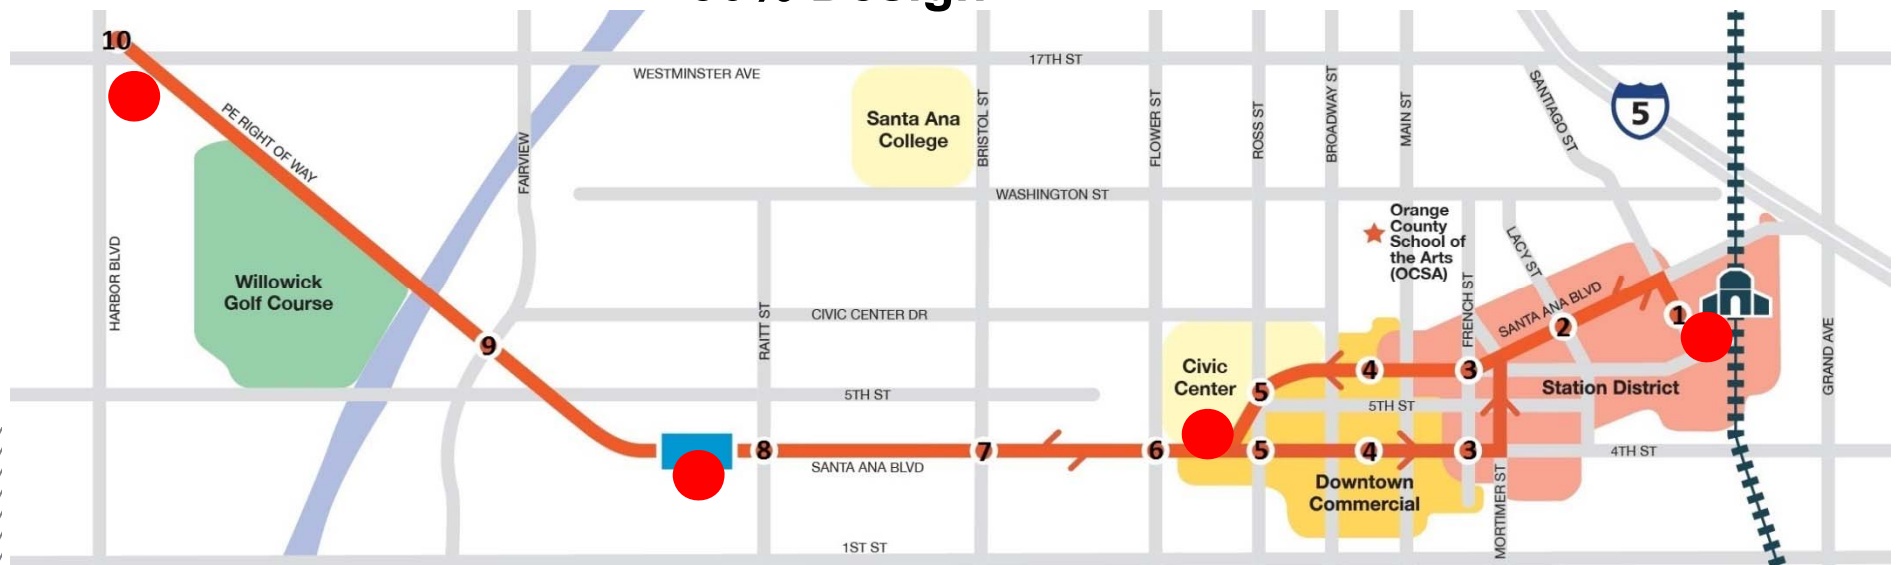 10
17TH ST
WESTMINSTER AVE
PE RIGHT OF WAY
FAIRVIEW
Santa Ana
College
BRISTOL ST
FLOWER ST
ROSS ST
BROADWAY ST
MAIN ST
SANTIAGO ST
5
WASHINGTON ST
HARBOR BLVD
Willowick
Golf Course
Orange
County
School of
the Arts
(OCSA)
LACY ST
FRENCH ST
RAITT ST
CIVIC CENTER DR
SANTA ANA BLVD
2
1
GRAND AVE
9
Civic
Center
5
4
3
Station District
5TH ST
5TH ST
8
7
6
5
4
3
4TH ST
SANTA ANA BLVD
Downtown
Commercial
MORTIMER ST
1ST ST